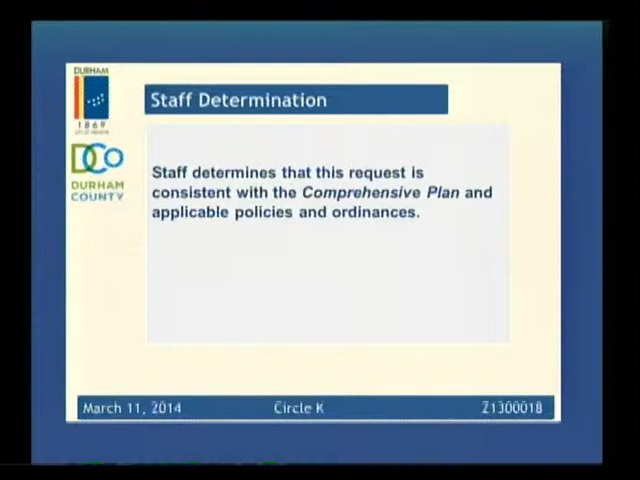 DURHAM
1869
DCo
DURHAM
COUNTY
Staff Determination
Staff determines that this request is
consistent with the Comprehensive Plan and
applicable policies and ordinances.
March 11, 2014
Circle K
Z1300018